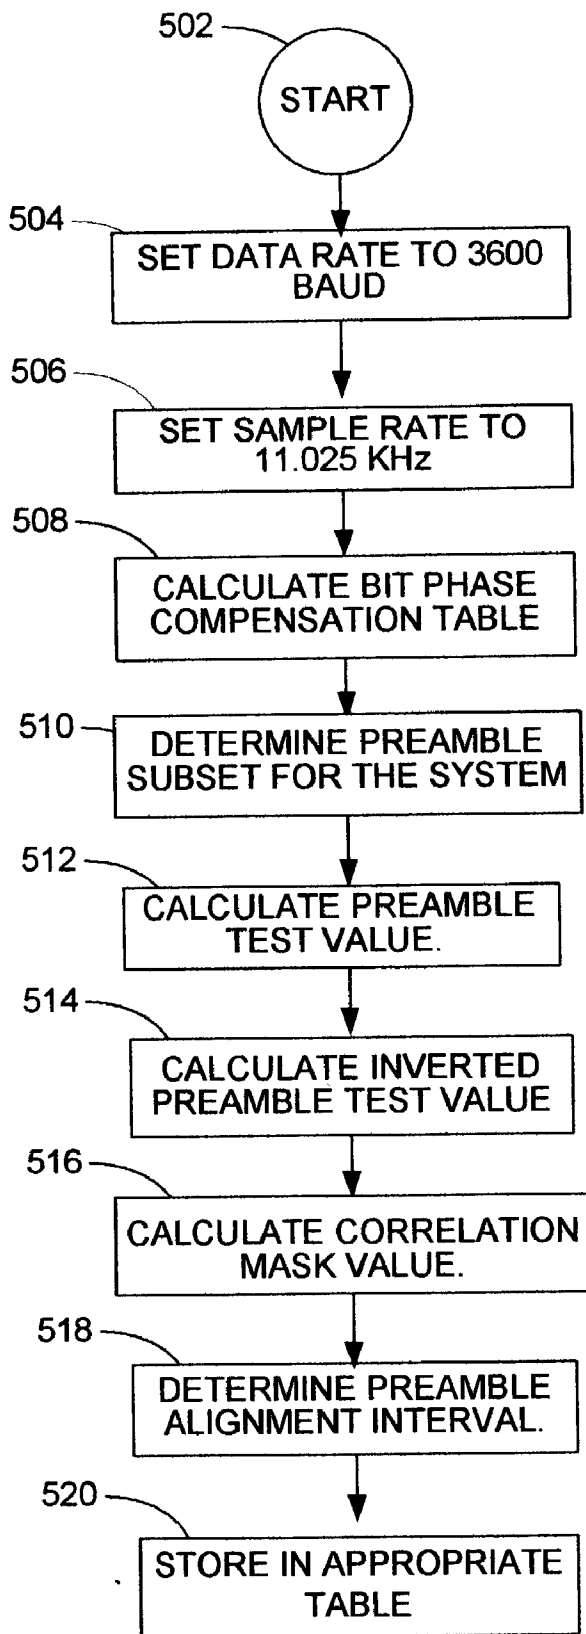 502
START
504
SET DATA RATE TO 3600
BAUD
506
SET SAMPLE RATE TO
11.025 KHz
508
CALCULATE BIT PHASE
COMPENSATION TABLE
510
DETERMINE PREAMBLE
SUBSET FOR THE SYSTEM
512
CALCULATE PREAMBLE
TEST VALUE.
514
CALCULATE INVERTED
PREAMBLE TEST VALUE
516
CALCULATE CORRELATION
MASK VALUE.
518
DETERMINE PREAMBLE
ALIGNMENT INTERVAL.
520
STORE IN APPROPRIATE
TABLE